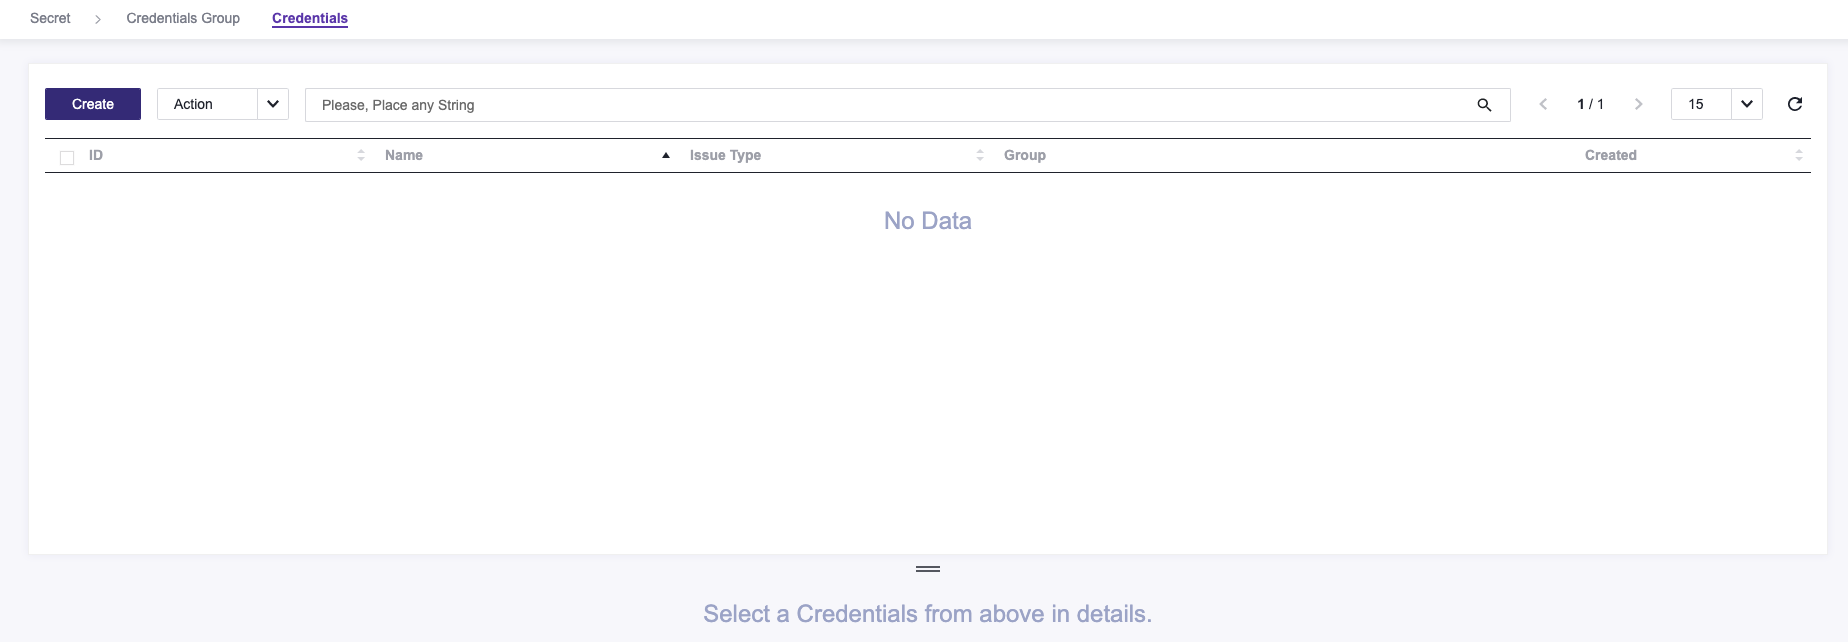 Secret > Credentials Group Credentials
Create Action Please, Place any String 1 / 1 15
ID Name Issue Type Group Created
No Data
Select a Credentials from above in details.